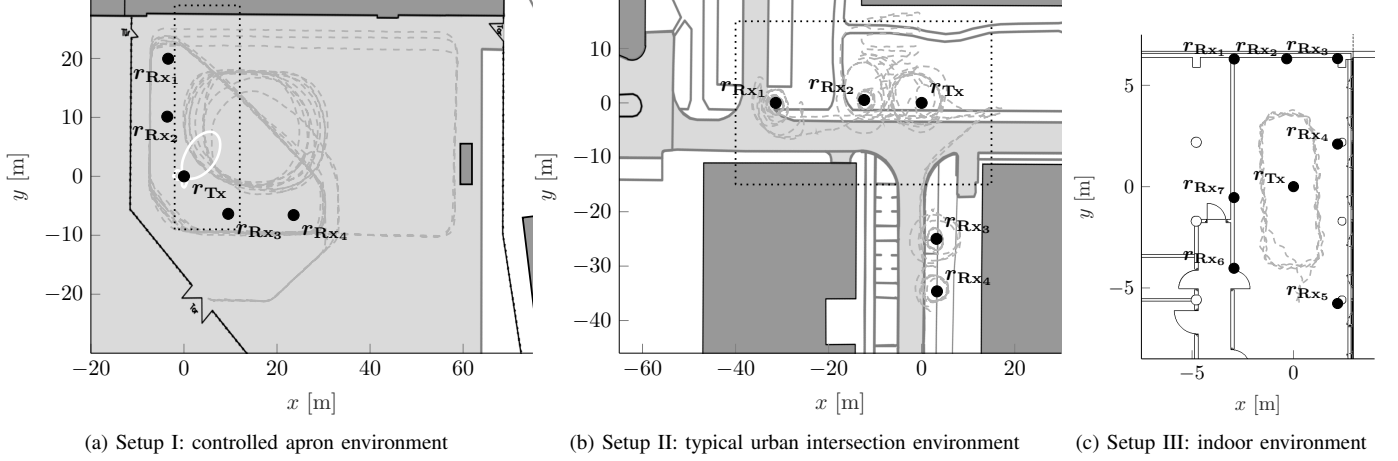 20
10
0
−10
−20
y [m]
−20
0
20
40
60
x [m]
r_Rx1
r_Rx2
r_Tx
r_Rx3
r_Rx4
(a) Setup I: controlled apron environment
10
0
−10
−20
−30
−40
y [m]
−60
−40
−20
0
20
x [m]
r_Rx1
r_Rx2
r_Tx
r_Rx3
r_Rx4
(b) Setup II: typical urban intersection environment
5
0
−5
y [m]
−5
0
x [m]
r_Rx1
r_Rx2
r_Rx3
r_Rx4
r_Tx
r_Rx7
r_Rx6
r_Rx5
(c) Setup III: indoor environment